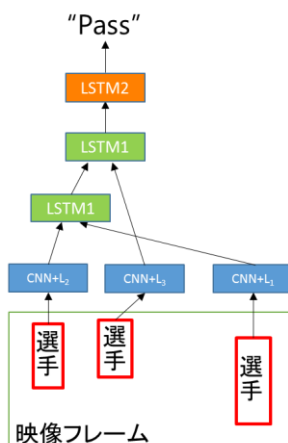 “Pass”
LSTM2
LSTM1
LSTM1
CNN+L₂
CNN+L₃
CNN+L₁
選手
選手
選手
映像フレーム